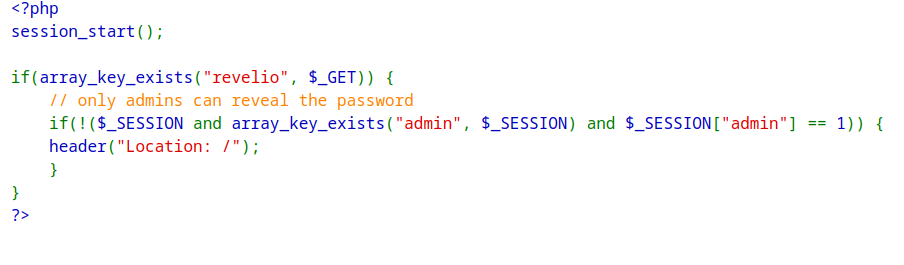 <?php
session_start();

if(array_key_exists("revelio", $_GET)) {
    // only admins can reveal the password
    if(!($_SESSION and array_key_exists("admin", $_SESSION) and $_SESSION["admin"] == 1)) {
    header("Location: /");
    }
}
?>